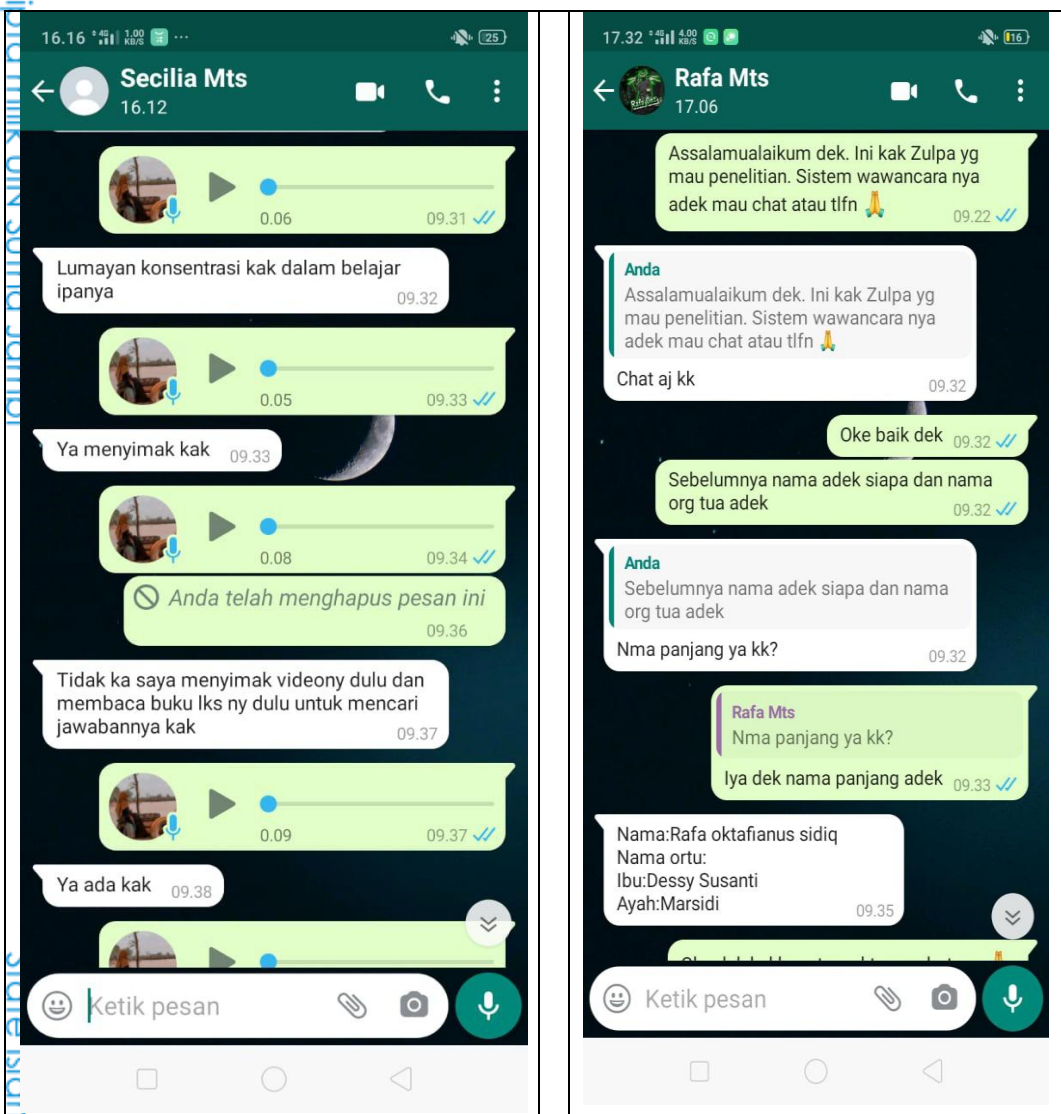 16.16 4G 1.00 KB/S ... 25
Secilia Mts
16.12
0.06 09.31
Lumayan konsentrasi kak dalam belajar
ipanya 09.32
0.05 09.33
Ya menyimak kak 09.33
0.08 09.34
Anda telah menghapus pesan ini
09.36
Tidak ka saya menyimak videony dulu dan
membaca buku lks ny dulu untuk mencari
jawabannya kak 09.37
0.09 09.37
Ya ada kak 09.38
Ketik pesan
17.32 4G 4.00 KB/S 16
Rafa Mts
17.06
Assalamualaikum dek. Ini kak Zulpa yg
mau penelitian. Sistem wawancara nya
adek mau chat atau tlfn 🙏 09.22
Anda
Assalamualaikum dek. Ini kak Zulpa yg
mau penelitian. Sistem wawancara nya
adek mau chat atau tlfn 🙏
Chat aj kk 09.32
Oke baik dek 09.32
Sebelumnya nama adek siapa dan nama
org tua adek 09.32
Anda
Sebelumnya nama adek siapa dan nama
org tua adek
Nma panjang ya kk? 09.32
Rafa Mts
Nma panjang ya kk?
Iya dek nama panjang adek 09.33
Nama:Rafa oktafianus sidiq
Nama ortu:
Ibu:Dessy Susanti
Ayah:Marsidi 09.35
Ketik pesan